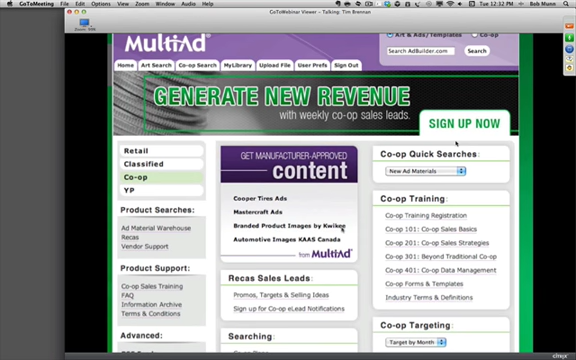 GoToMeeting File Edit View Window Help
Tue 12:32 PM Bob Munn
GoToWebinar Viewer - Talking: Tim Brennan
MultiAd
Art & Ads/Templates Co-op
Search AdBuilder.com Search
Home Art Search Co-op Search MyLibrary Upload File User Prefs Sign Out
GENERATE NEW REVENUE
with weekly co-op sales leads.
SIGN UP NOW
Retail
Classified
Co-op
YP
Product Searches:
Ad Material Warehouse
Recas
Vendor Support
Product Support:
Co-op Sales Training
FAQ
Information Archive
Terms & Conditions
Advanced:
GET MANUFACTURER-APPROVED
content
Cooper Tires Ads
Mastercraft Ads
Branded Product Images by Kwikee
Automotive Images KAAS Canada
from MultiAd
Recas Sales Leads:
Promos, Targets & Selling Ideas
Sign up for Co-op eLead Notifications
Searching:
Co-op Quick Searches:
New Ad Materials
Co-op Training:
Co-op Training Registration
Co-op 101: Co-op Sales Basics
Co-op 201: Co-op Sales Strategies
Co-op 301: Beyond Traditional Co-op
Co-op 401: Co-op Data Management
Co-op Forms & Templates
Industry Terms & Definitions
Co-op Targeting:
Target by Month
citrix